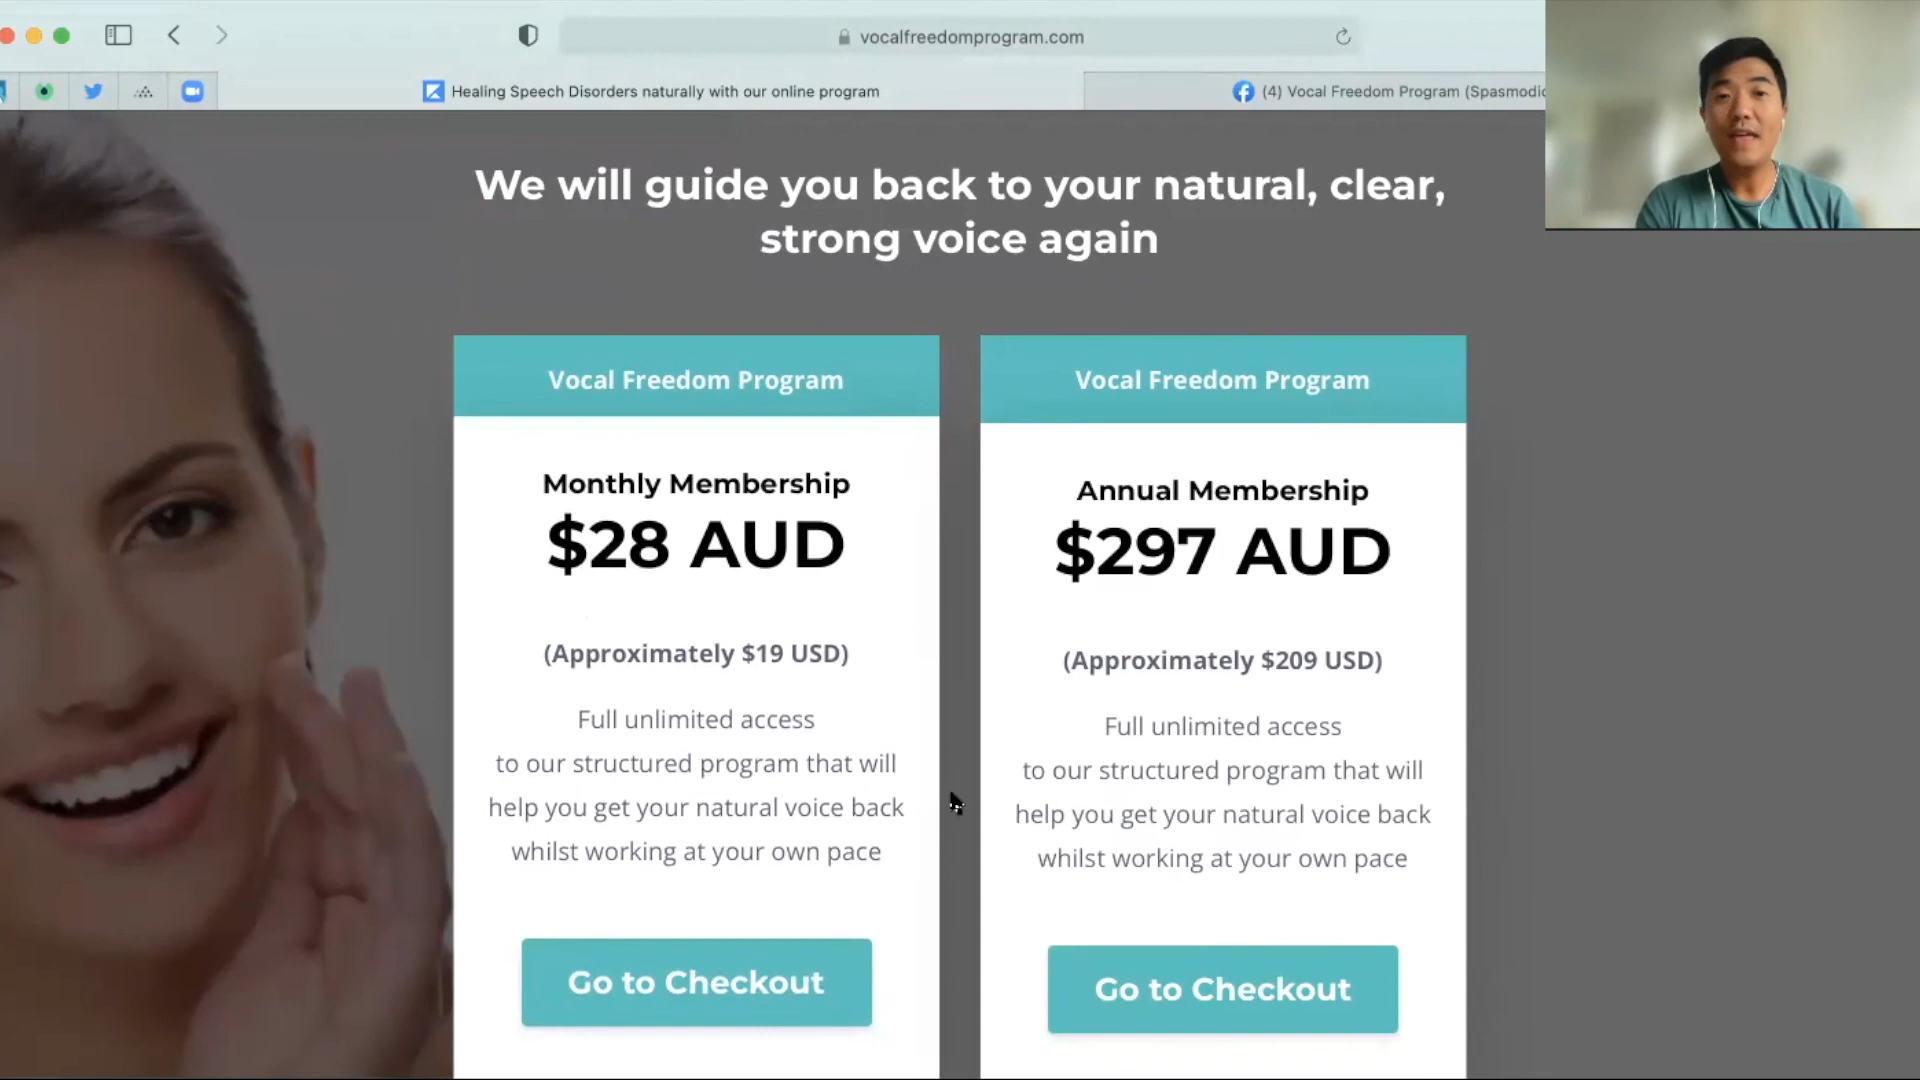 vocalfreedomprogram.com
Healing Speech Disorders naturally with our online program
(4) Vocal Freedom Program (Spasmodic
We will guide you back to your natural, clear,
strong voice again
Vocal Freedom Program
Monthly Membership
$28 AUD
(Approximately $19 USD)
Full unlimited access
to our structured program that will
help you get your natural voice back
whilst working at your own pace
Go to Checkout
Vocal Freedom Program
Annual Membership
$297 AUD
(Approximately $209 USD)
Full unlimited access
to our structured program that will
help you get your natural voice back
whilst working at your own pace
Go to Checkout